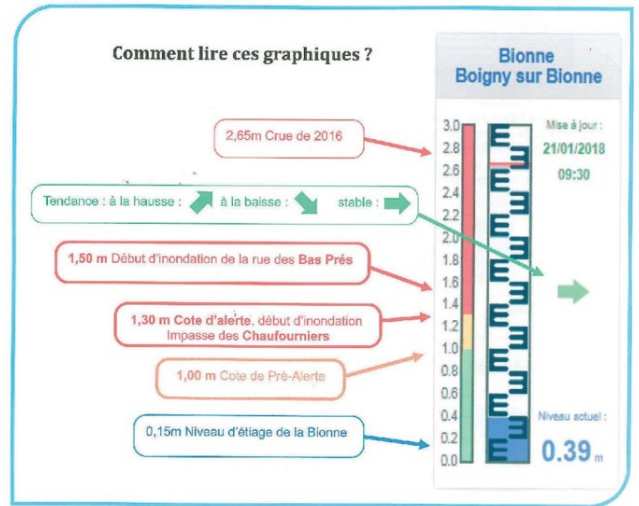 Comment lire ces graphiques ?
2,65m Crue de 2016
Tendance : à la hausse : à la baisse : stable :
1,50 m Début d'inondation de la rue des Bas Prés
1,30 m Cote d'alerte, début d'inondation
Impasse des Chaufourniers
1,00 m Cote de Pré-Alerte
0,15m Niveau d'étiage de la Bionne
Bionne
Boigny sur Bionne
3.0
2.8
2.6
2.4
2.2
2.0
1.8
1.6
1.4
1.2
1.0
0.8
0.6
0.4
0.2
0.0
Mise à jour :
21/01/2018
09:30
Niveau actuel :
0.39 m